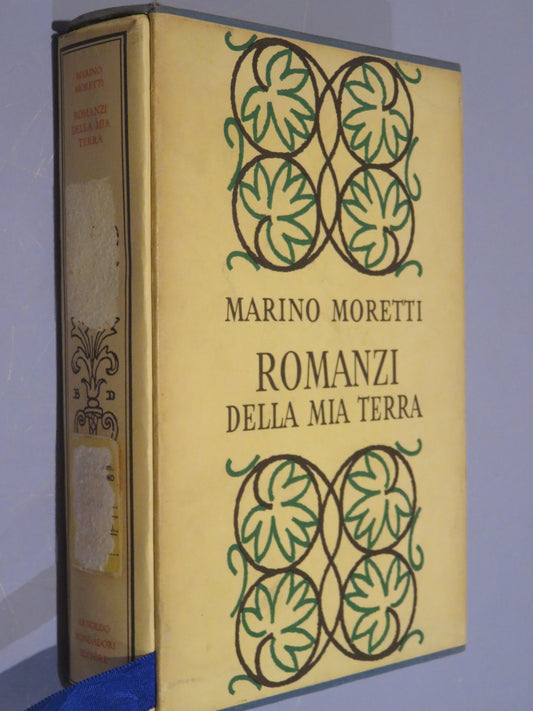 MARINO
MORETTI
ROMANZI
DELLA MIA
TERRA
B D
ARNOLDO
MONDADORI
EDITORE
MARINO MORETTI
ROMANZI
DELLA MIA TERRA